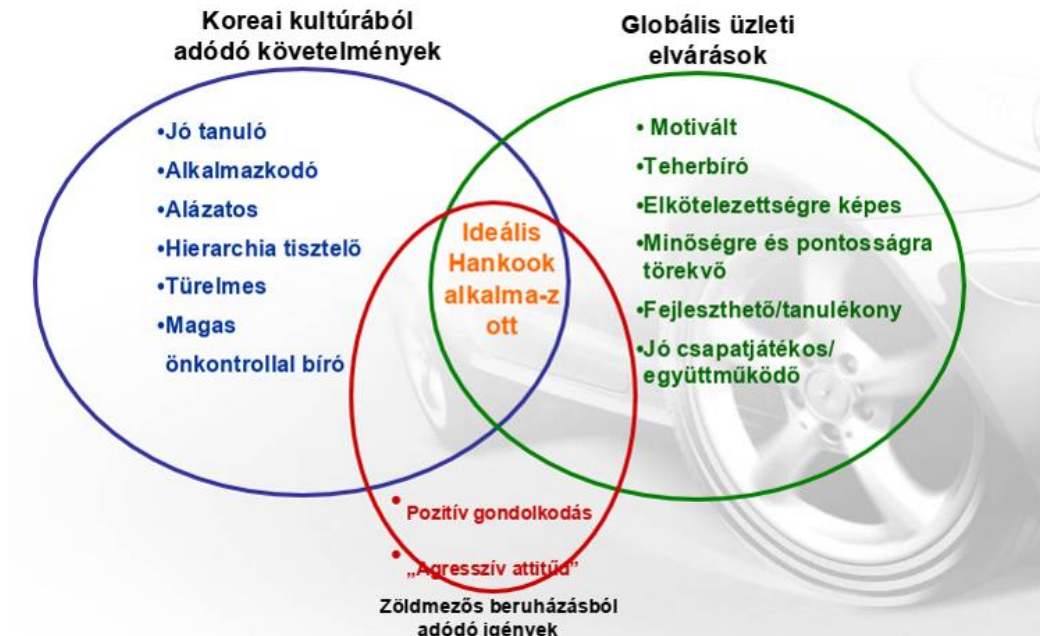 Koreai kultúrából
adódó követelmények
Globális üzleti
elvárások
•Jó tanuló
•Alkalmazkodó
•Alázatos
•Hierarchia tisztelő
•Türelmes
•Magas
önkontrollal bíró
Ideális
Hankook
alkalma-z
ott
• Motivált
•Teherbíró
•Elkötelezettségre képes
•Minőségre és pontosságra
törekvő
•Fejleszthető/tanulékony
•Jó csapatjátékos/
együttműködő
• Pozitív gondolkodás
• „Agresszív attitűd”
Zöldmezős beruházásból
adódó igények